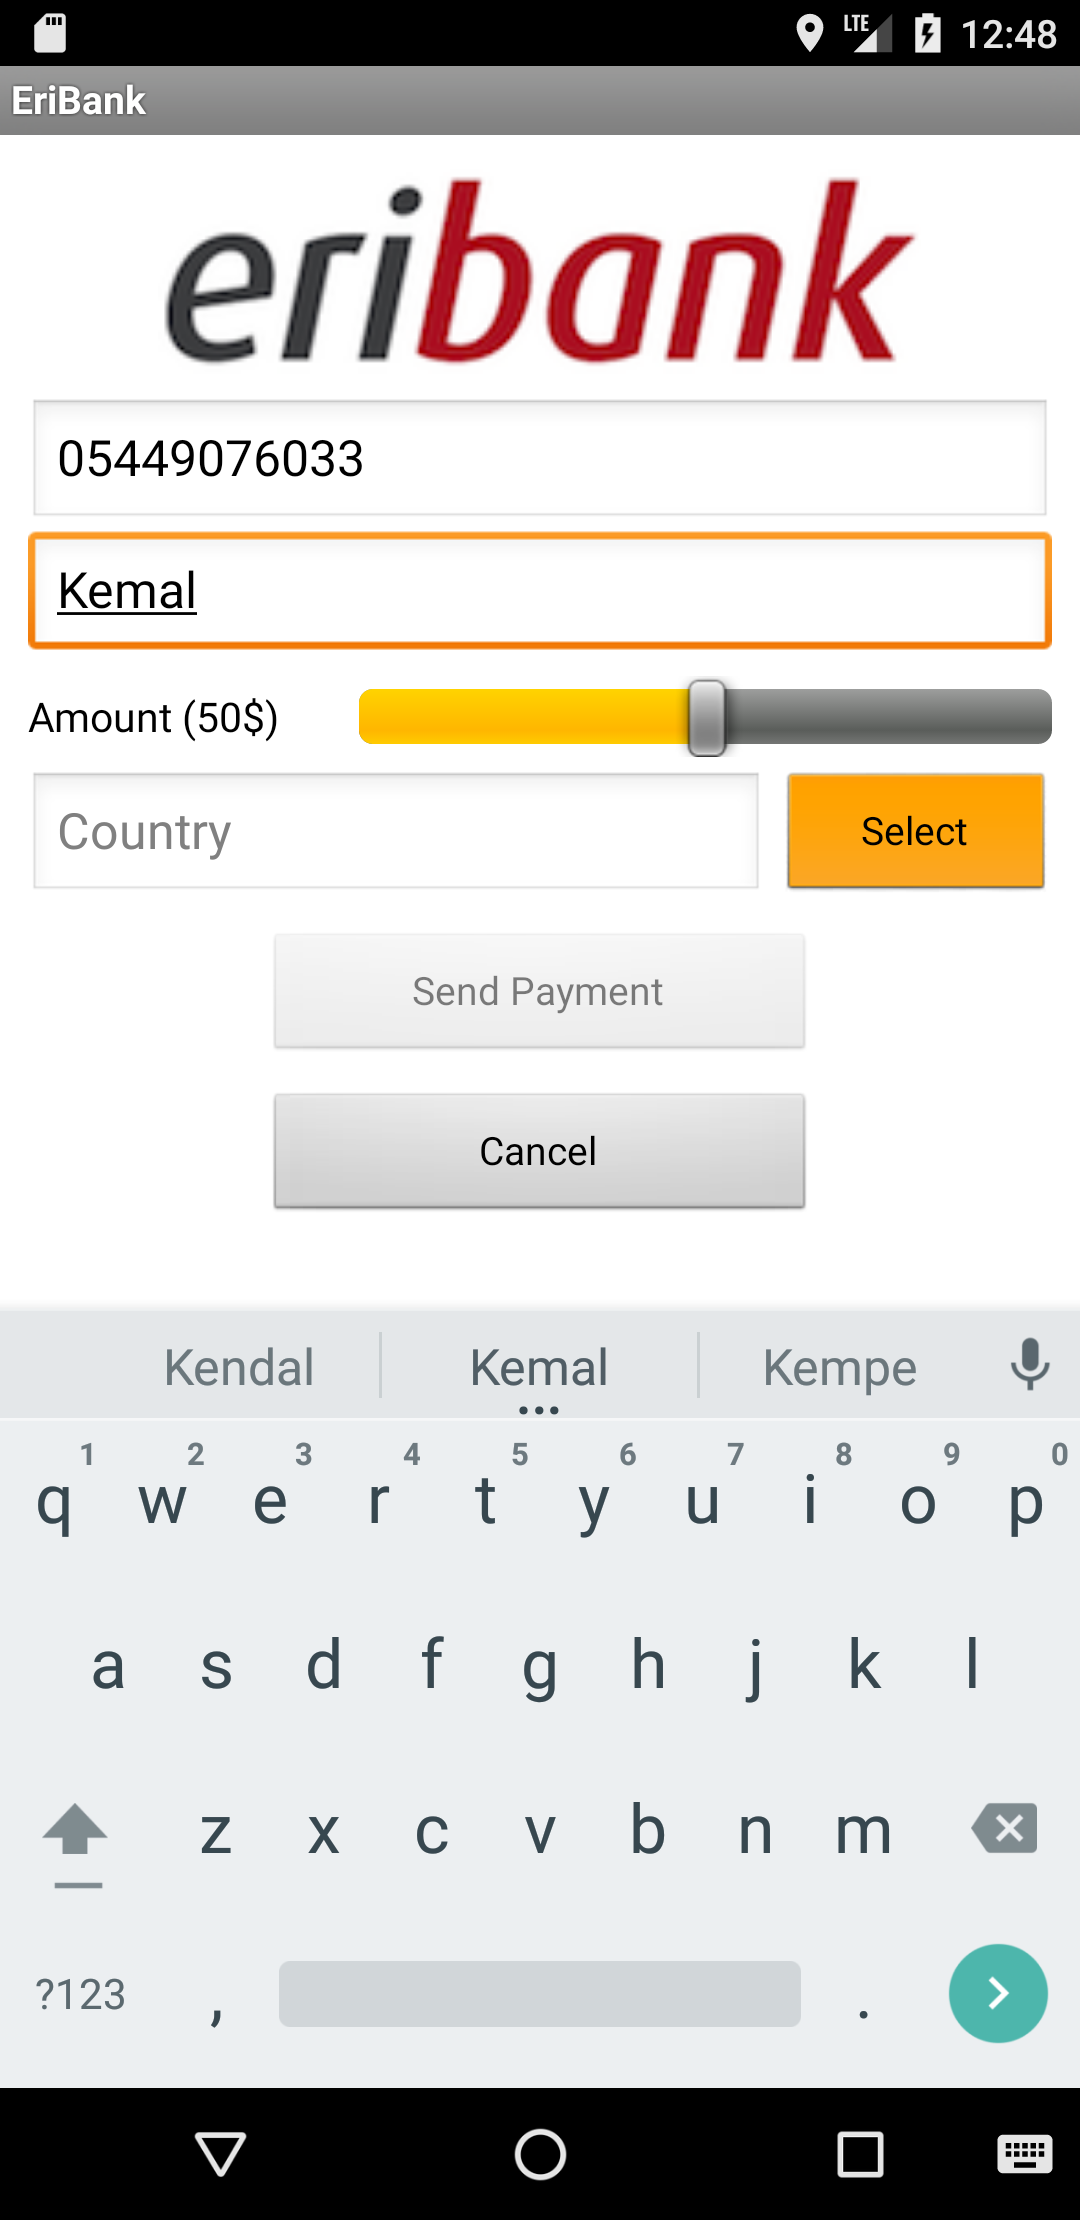 LTE 12:48
EriBank
eribank
05449076033
Kemal
Amount (50$)
Country Select
Send Payment
Cancel
Kendal Kemal Kempe
1 2 3 4 5 6 7 8 9 0
q w e r t y u i o p
a s d f g h j k l
z x c v b n m
?123 , .